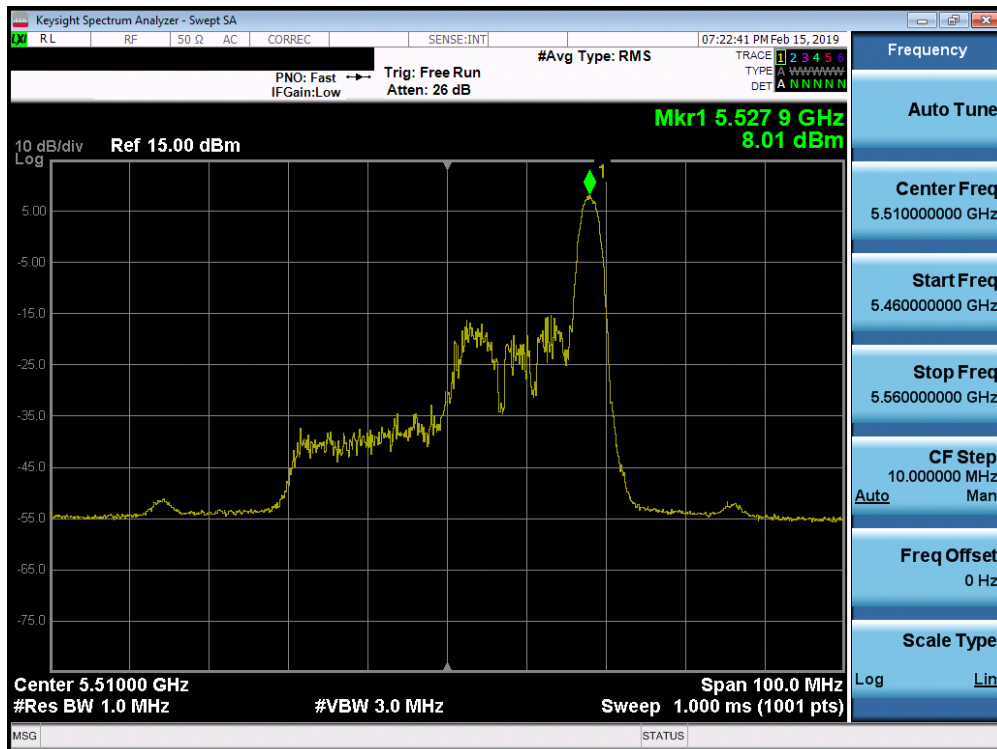 Keysight Spectrum Analyzer - Swept SA
LXI RL RF 50 Ω AC CORREC SENSE:INT 07:22:41 PM Feb 15, 2019
#Avg Type: RMS
TRACE 1 2 3 4 5 6
PNO: Fast Trig: Free Run
TYPE A WWWWW
IFGain:Low Atten: 26 dB
DET A N N N N N
Mkr1 5.527 9 GHz
8.01 dBm
10 dB/div Ref 15.00 dBm
Log
1
5.00
-5.00
-15.0
-25.0
-35.0
-45.0
-55.0
-65.0
-75.0
Center 5.51000 GHz Span 100.0 MHz
#Res BW 1.0 MHz #VBW 3.0 MHz Sweep 1.000 ms (1001 pts)
MSG STATUS
Frequency
Auto Tune
Center Freq
5.510000000 GHz
Start Freq
5.460000000 GHz
Stop Freq
5.560000000 GHz
CF Step
10.000000 MHz
Auto Man
Freq Offset
0 Hz
Scale Type
Log Lin